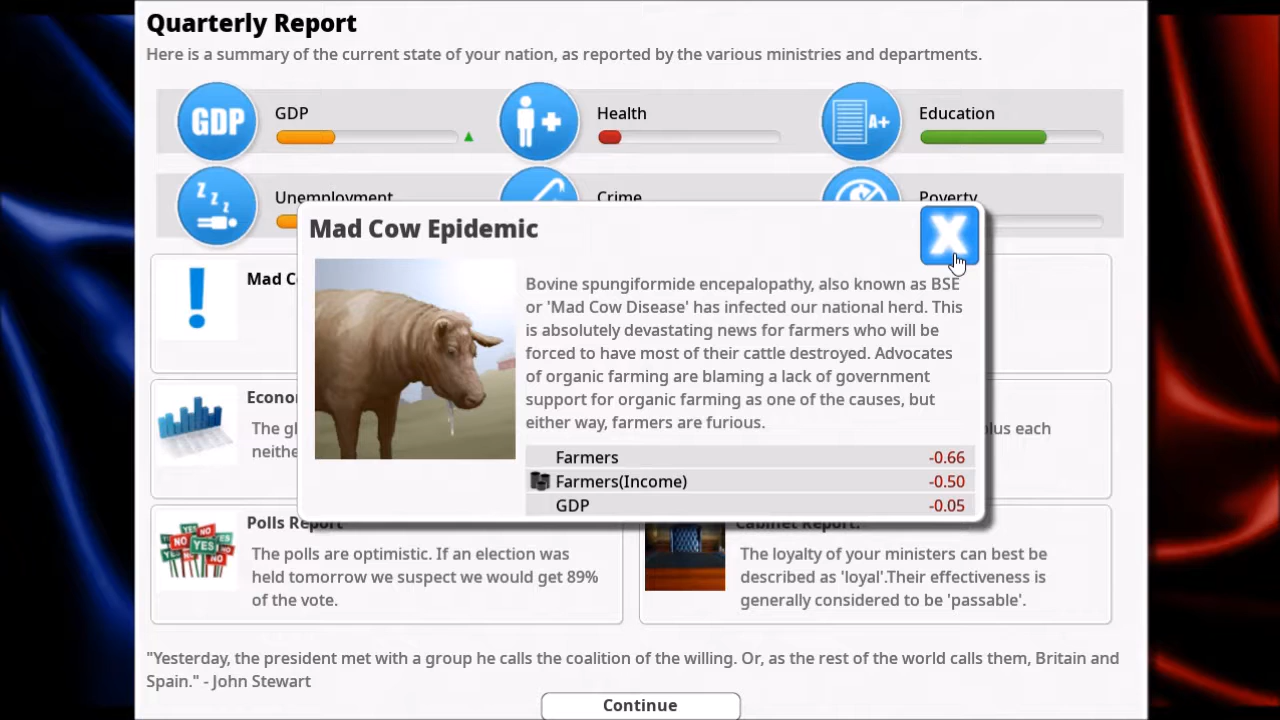 Quarterly Report
Here is a summary of the current state of your nation, as reported by the various ministries and departments.
GDP
GDP
Health
A+
Education
Z Z Z
Unemployment
Crime
Poverty
Mad Cow Epidemic
X
Bovine spungiformide encepalopathy, also known as BSE
or 'Mad Cow Disease' has infected our national herd. This
is absolutely devastating news for farmers who will be
forced to have most of their cattle destroyed. Advocates
of organic farming are blaming a lack of government
support for organic farming as one of the causes, but
either way, farmers are furious.
Farmers -0.66
Farmers(Income) -0.50
GDP -0.05
Mad C
Econo
The gl
neithe
plus each
Polls Report
The polls are optimistic. If an election was
held tomorrow we suspect we would get 89%
of the vote.
YES NO
NO YES
NO
Cabinet Report:
The loyalty of your ministers can best be
described as 'loyal'.Their effectiveness is
generally considered to be 'passable'.
"Yesterday, the president met with a group he calls the coalition of the willing. Or, as the rest of the world calls them, Britain and
Spain." - John Stewart
Continue